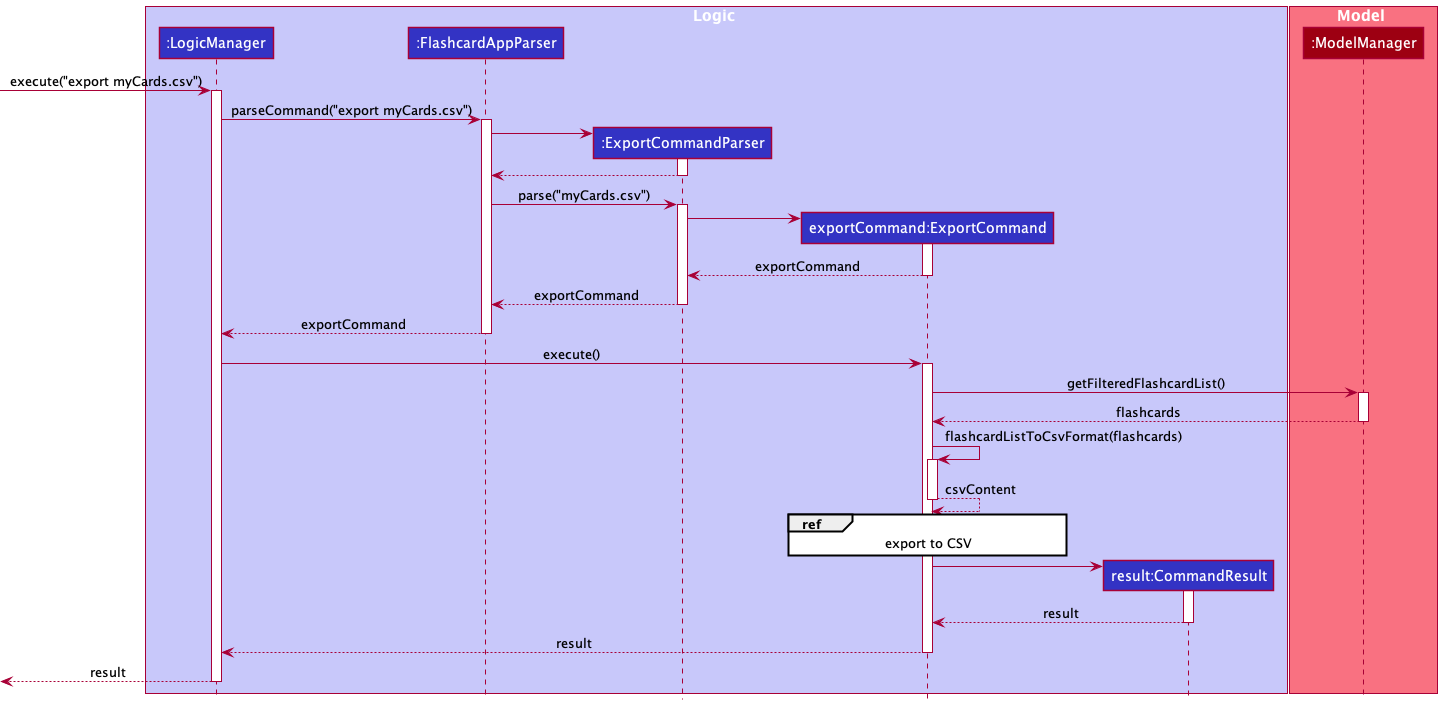 Logic
Model
:LogicManager
:FlashcardAppParser
:ModelManager
execute("export myCards.csv")
parseCommand("export myCards.csv")
:ExportCommandParser
parse("myCards.csv")
exportCommand:ExportCommand
exportCommand
exportCommand
exportCommand
execute()
getFilteredFlashcardList()
flashcards
flashcardListToCsvFormat(flashcards)
csvContent
ref
export to CSV
result:CommandResult
result
result
result